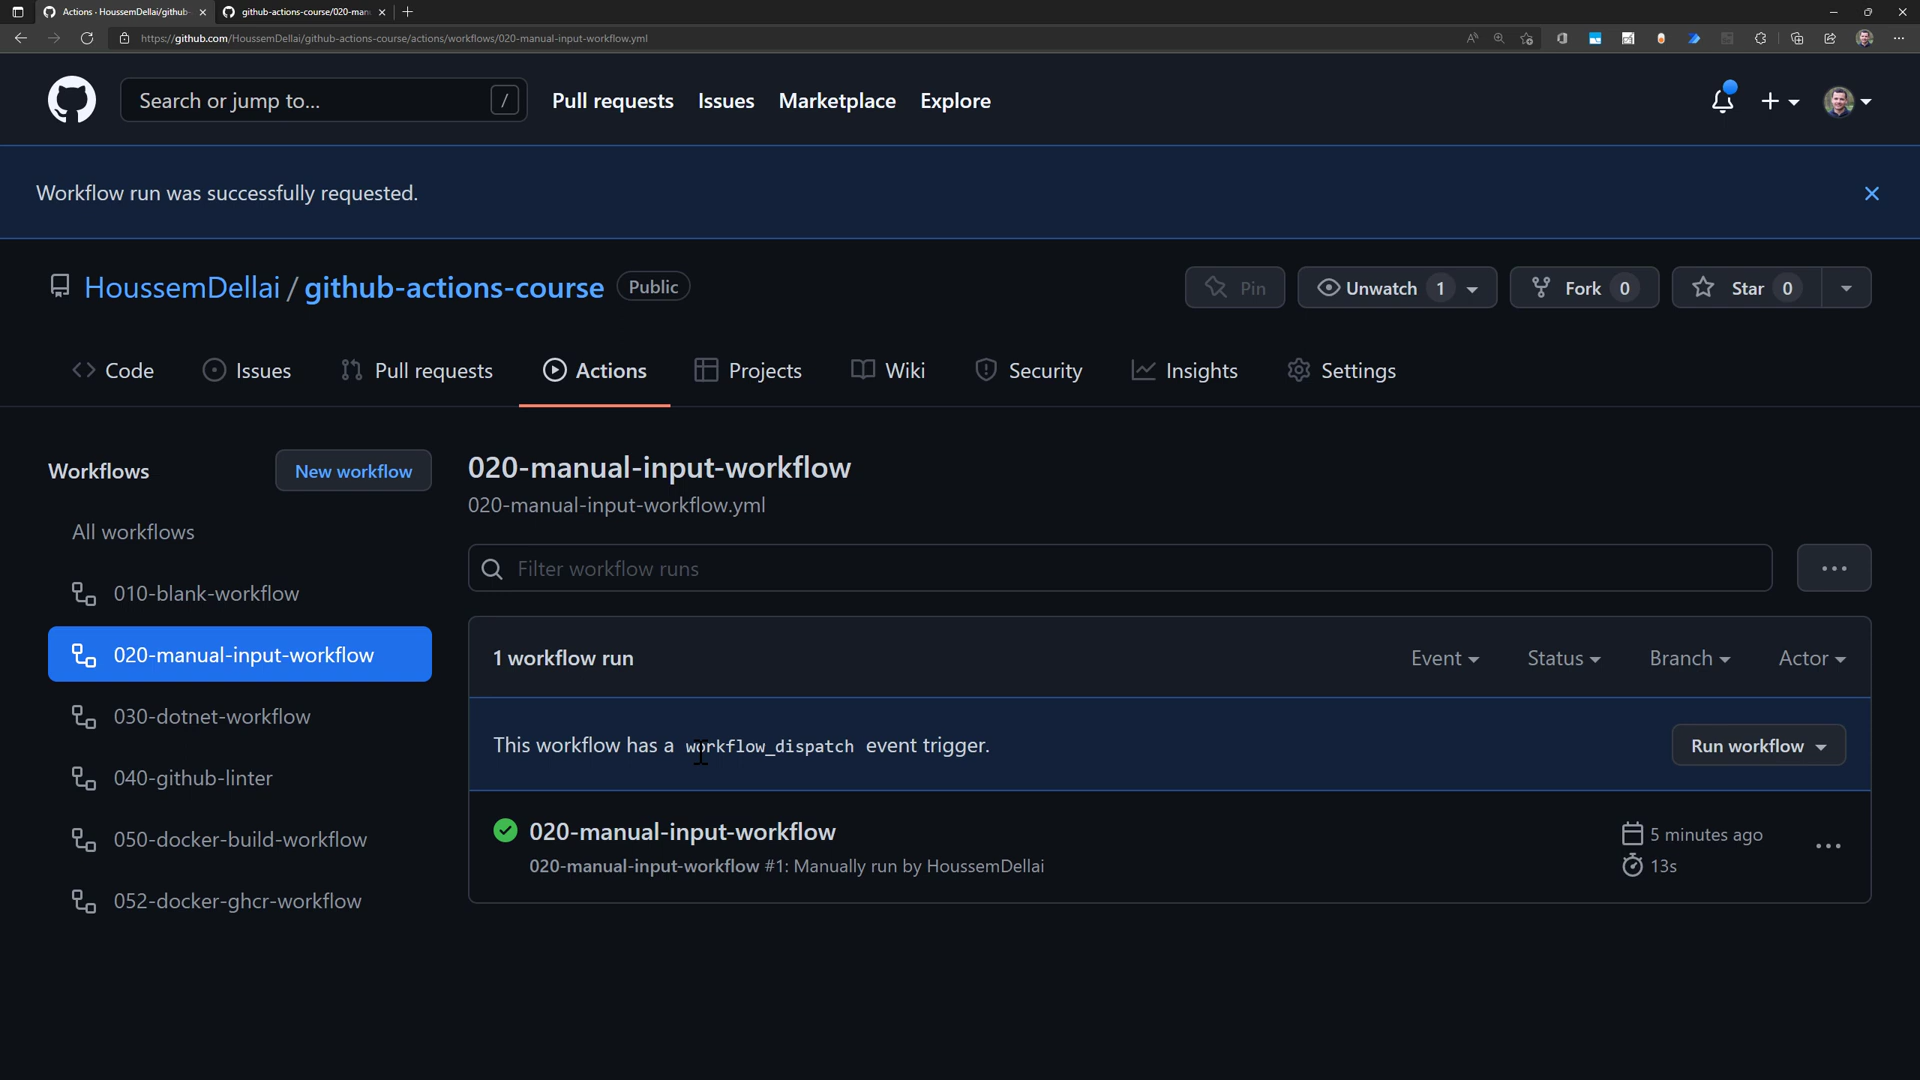 Actions · HoussemDellai/github-
github-actions-course/020-man
https://github.com/HoussemDellai/github-actions-course/actions/workflows/020-manual-input-workflow.yml
Search or jump to...
/
Pull requests
Issues
Marketplace
Explore
Workflow run was successfully requested.
HoussemDellai / github-actions-course
Public
Pin
Unwatch 1
Fork 0
Star 0
Code
Issues
Pull requests
Actions
Projects
Wiki
Security
Insights
Settings
Workflows
New workflow
All workflows
010-blank-workflow
020-manual-input-workflow
030-dotnet-workflow
040-github-linter
050-docker-build-workflow
052-docker-ghcr-workflow
020-manual-input-workflow
020-manual-input-workflow.yml
Filter workflow runs
1 workflow run
Event
Status
Branch
Actor
This workflow has a workflow_dispatch event trigger.
Run workflow
020-manual-input-workflow
020-manual-input-workflow #1: Manually run by HoussemDellai
5 minutes ago
13s